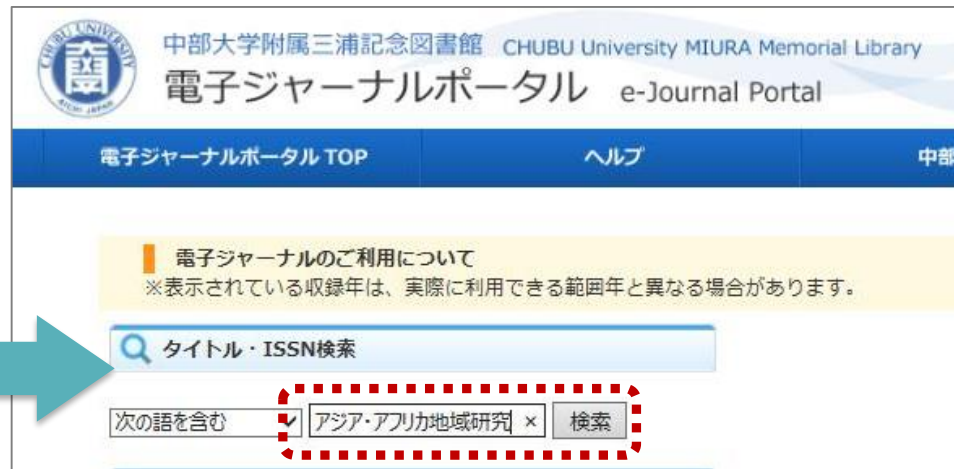 CHUBU UNIVERSITY
AICHI JAPAN
中部大学附属三浦記念図書館 CHUBU University MIURA Memorial Library
電子ジャーナルポータル e-Journal Portal
電子ジャーナルポータル TOP ヘルプ 中部
電子ジャーナルのご利用について
※表示されている収録年は、実際に利用できる範囲年と異なる場合があります。
タイトル・ISSN検索
次の語を含む アジア・アフリカ地域研究 × 検索